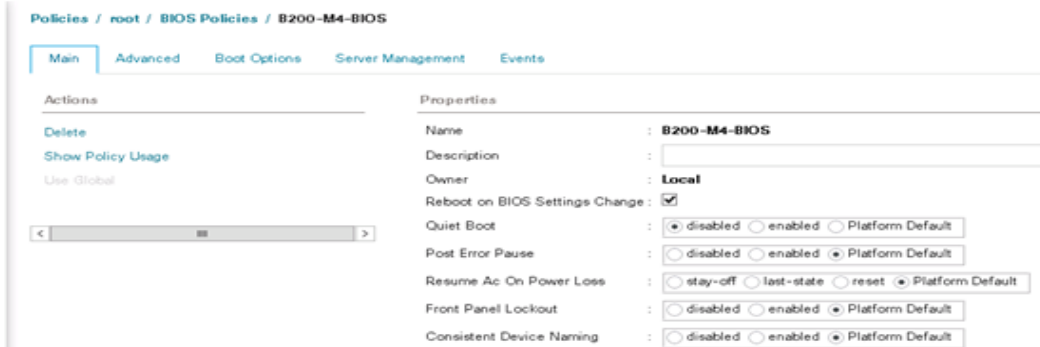 Policies / root / BIOS Policies / B200-M4-BIOS
Main Advanced Boot Options Server Management Events
Actions
Delete
Show Policy Usage
Use Global
Properties
Name : B200-M4-BIOS
Description :
Owner : Local
Reboot on BIOS Settings Change :
Quiet Boot : disabled enabled Platform Default
Post Error Pause : disabled enabled Platform Default
Resume Ac On Power Loss : stay-off last-state reset Platform Default
Front Panel Lockout : disabled enabled Platform Default
Consistent Device Naming : disabled enabled Platform Default